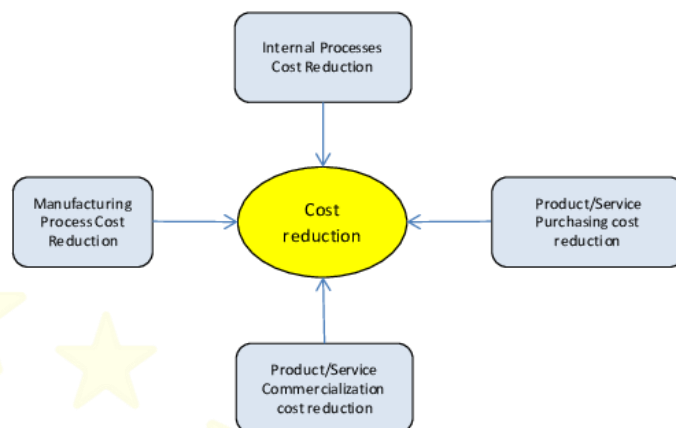 Internal Processes
Cost Reduction
Manufacturing
Process Cost
Reduction
Cost
reduction
Product/Service
Purchasing cost
reduction
Product/Service
Commercialization
cost reduction